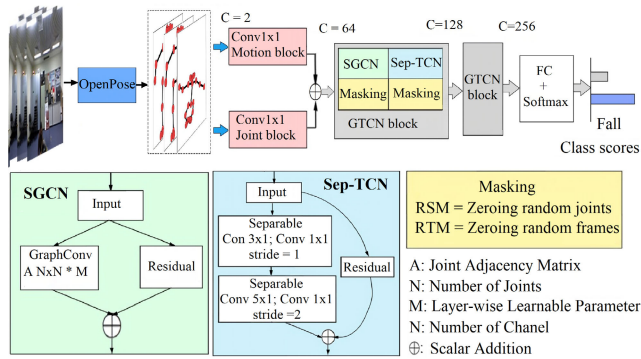 C = 2
C = 64
C=128
C=256
OpenPose
Conv1x1
Motion block
Conv1x1
Joint block
SGCN
Sep-TCN
Masking
Masking
GTCN block
GTCN
block
FC
+
Softmax
Fall
Class scores
SGCN
Input
GraphConv
A NxN * M
Residual
Sep-TCN
Input
Separable
Con 3x1; Conv 1x1
stride = 1
Separable
Conv 5x1; Conv 1x1
stride =2
Residual
Masking
RSM = Zeroing random joints
RTM = Zeroing random frames
A: Joint Adjacency Matrix
N: Number of Joints
M: Layer-wise Learnable Parameter
N: Number of Chanel
⊕: Scalar Addition